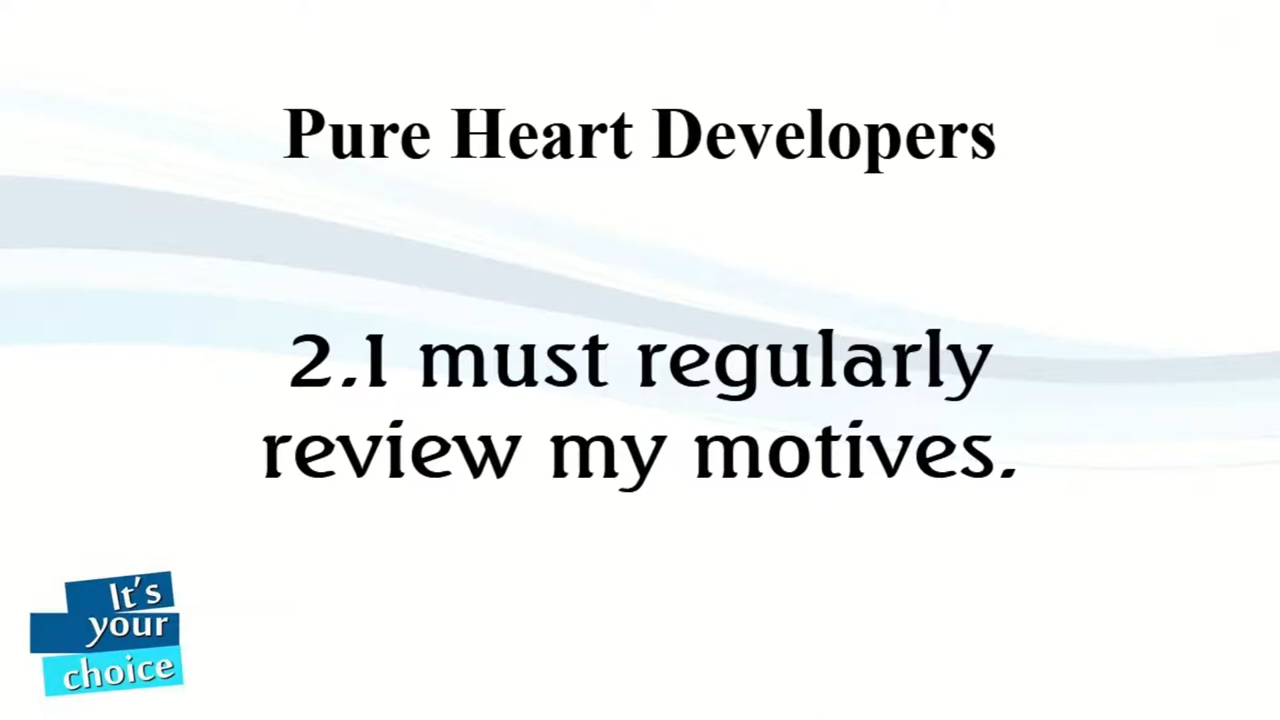 Pure Heart Developers
2.I must regularly
review my motives.
It's
your
choice